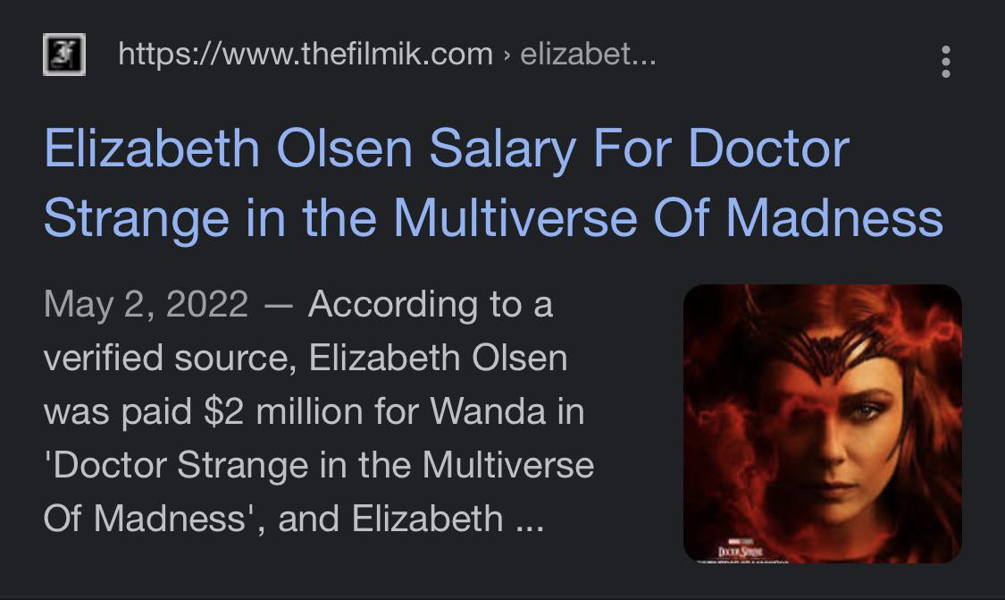 https://www.thefilmik.com › elizabet...
Elizabeth Olsen Salary For Doctor
Strange in the Multiverse Of Madness
May 2, 2022 — According to a
verified source, Elizabeth Olsen
was paid $2 million for Wanda in
'Doctor Strange in the Multiverse
Of Madness', and Elizabeth ...
DOCTOR STRANGE